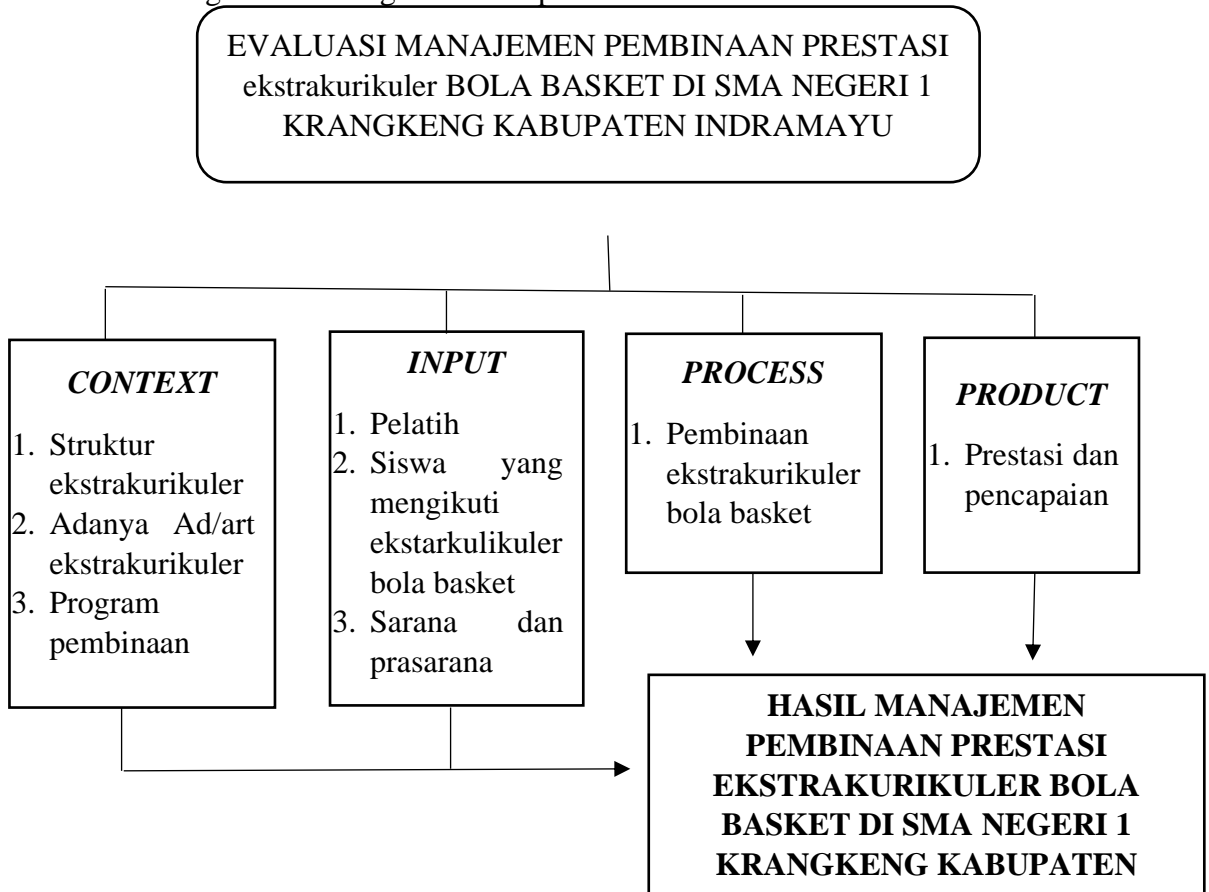 EVALUASI MANAJEMEN PEMBINAAN PRESTASI
ekstrakurikuler BOLA BASKET DI SMA NEGERI 1
KRANGKENG KABUPATEN INDRAMAYU
CONTEXT
1. Struktur
ekstrakurikuler
2. Adanya Ad/art
ekstrakurikuler
3. Program
pembinaan
INPUT
1. Pelatih
2. Siswa yang
mengikuti
ekstarkulikuler
bola basket
3. Sarana dan
prasarana
PROCESS
1. Pembinaan
ekstrakurikuler
bola basket
PRODUCT
1. Prestasi dan
pencapaian
HASIL MANAJEMEN
PEMBINAAN PRESTASI
EKSTRAKURIKULER BOLA
BASKET DI SMA NEGERI 1
KRANGKENG KABUPATEN